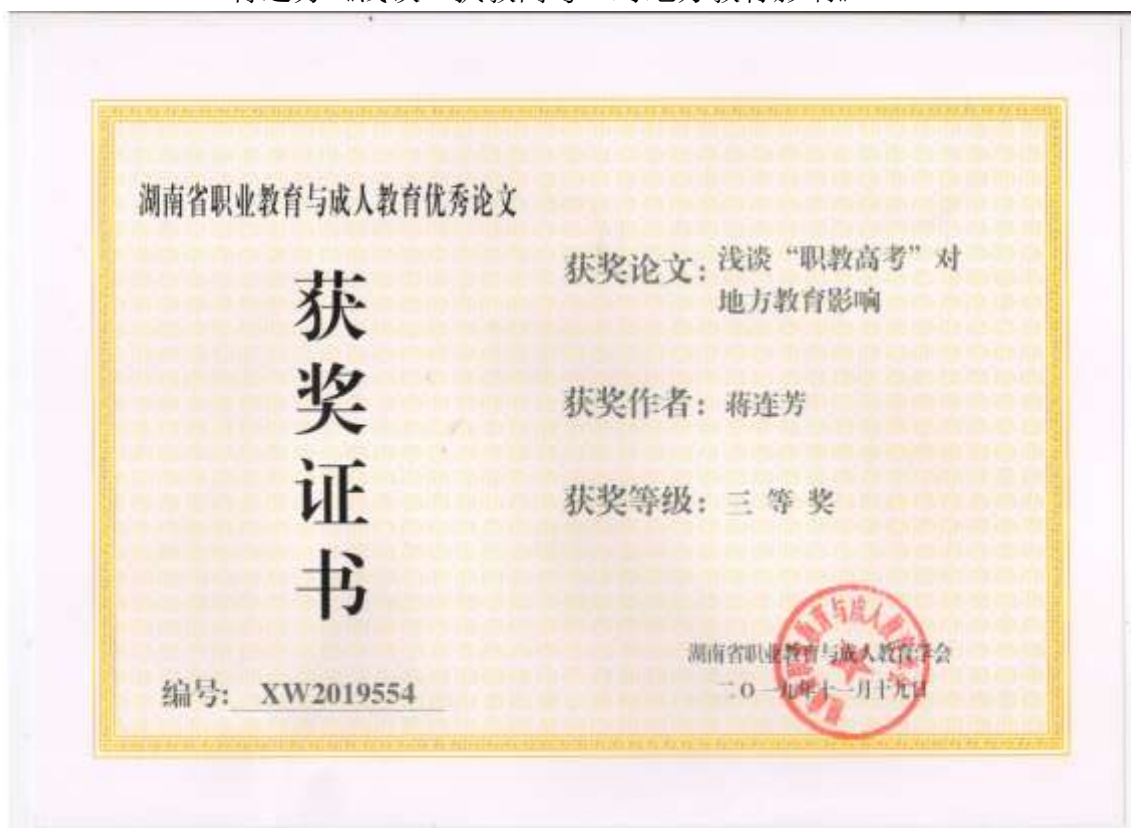 湖南省职业教育与成人教育优秀论文
获奖证书
编号: XW2019554
获奖论文: 浅谈“职教高考”对
地方教育影响
获奖作者: 蒋连芳
获奖等级: 三等奖
湖南省职业教育与成人教育学会
二0一九年十一月十九日